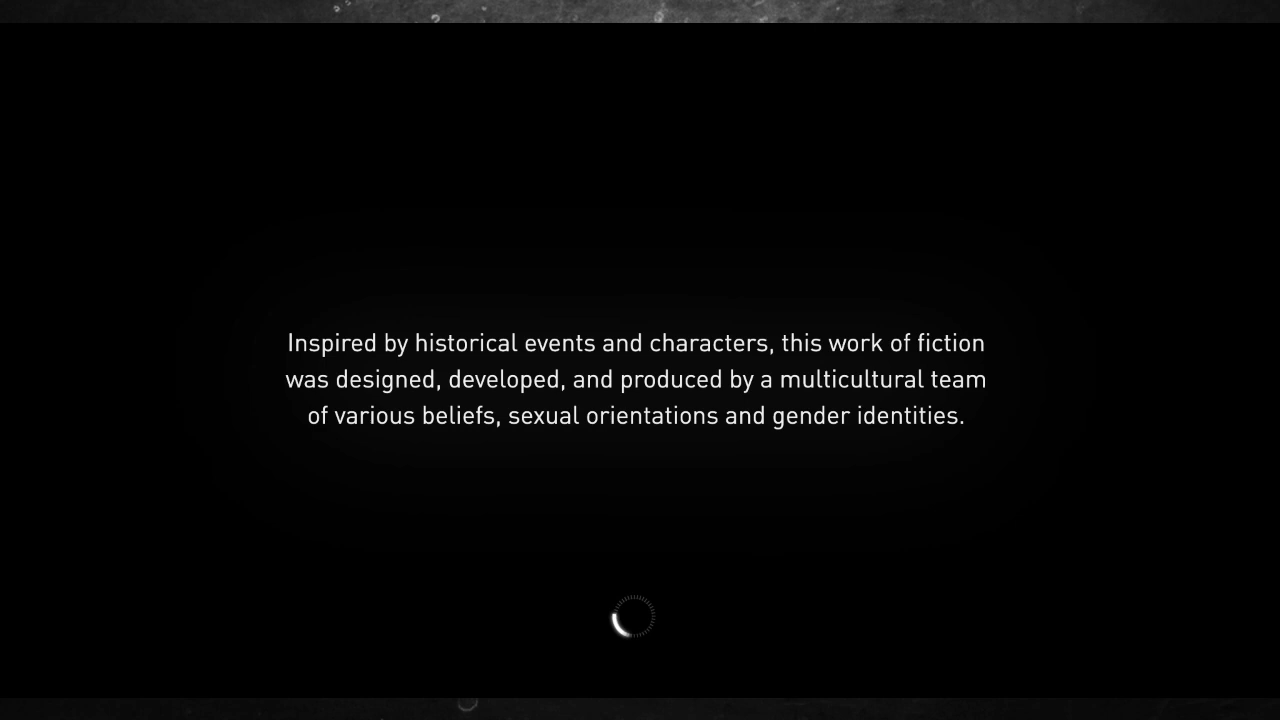 Inspired by historical events and characters, this work of fiction
was designed, developed, and produced by a multicultural team
of various beliefs, sexual orientations and gender identities.